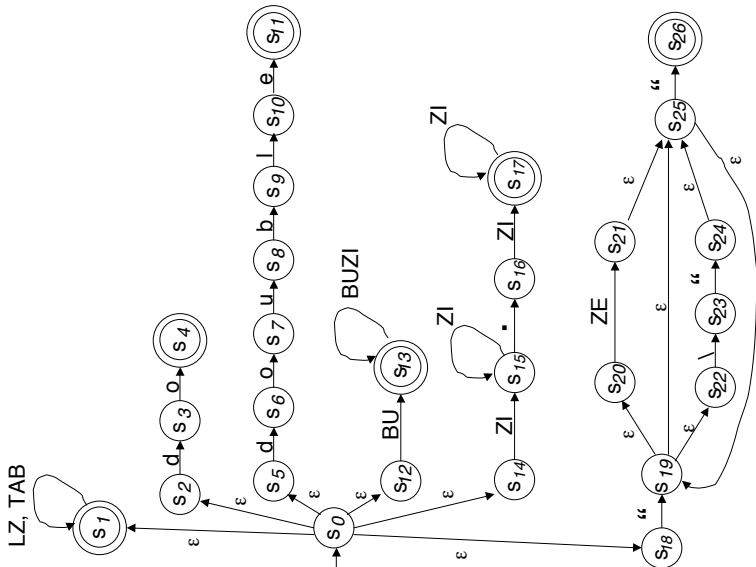 LZ, TAB
s1
ε
s2 d s3 o s4
ε
s5 d s6 o s7 u s8 b s9 l s10 e s11
ε
s0
ε
s12 BU s13 BUZI
ε
s14 ZI s15 ZI . s16 ZI s17 ZI
ε
s18 " s19
ε s20 ZE s21 ε
ε
ε s22 \ s23 " s24 ε
s25 " s26
ε